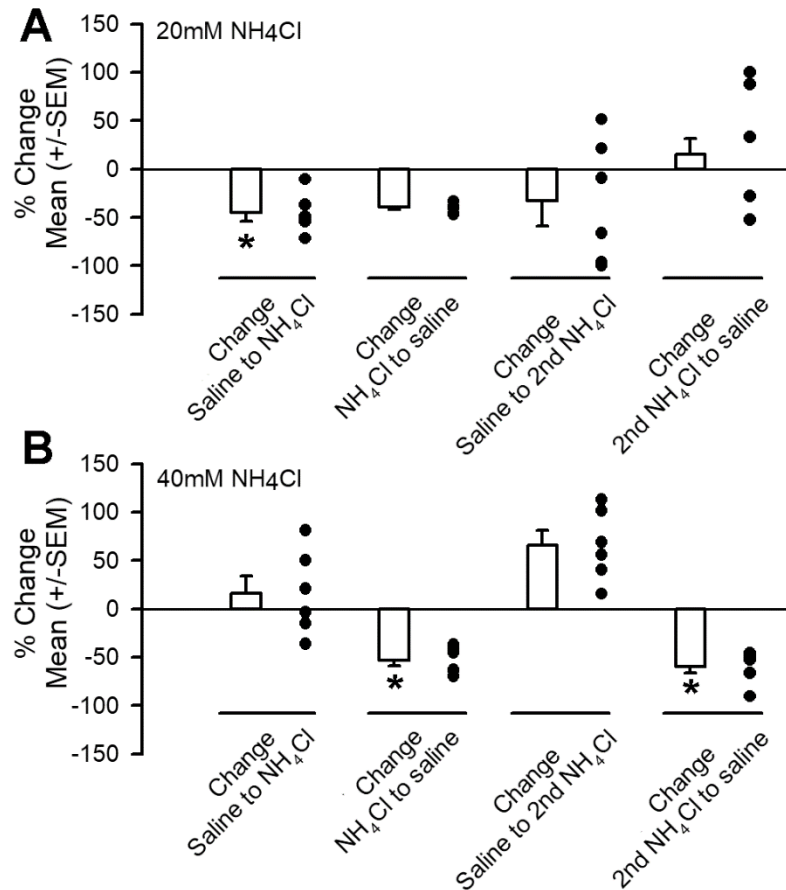 A
20mM NH4Cl
% Change
Mean (+/-SEM)
150
100
50
0
-50
-100
-150
*
Change
Saline to NH₄Cl
Change
NH₄Cl to saline
Change
Saline to 2nd NH₄Cl
Change
2nd NH₄Cl to saline
B
40mM NH4Cl
% Change
Mean (+/-SEM)
150
100
50
0
-50
-100
-150
*
*
Change
Saline to NH₄Cl
Change
NH₄Cl to saline
Change
Saline to 2nd NH₄Cl
Change
2nd NH₄Cl to saline